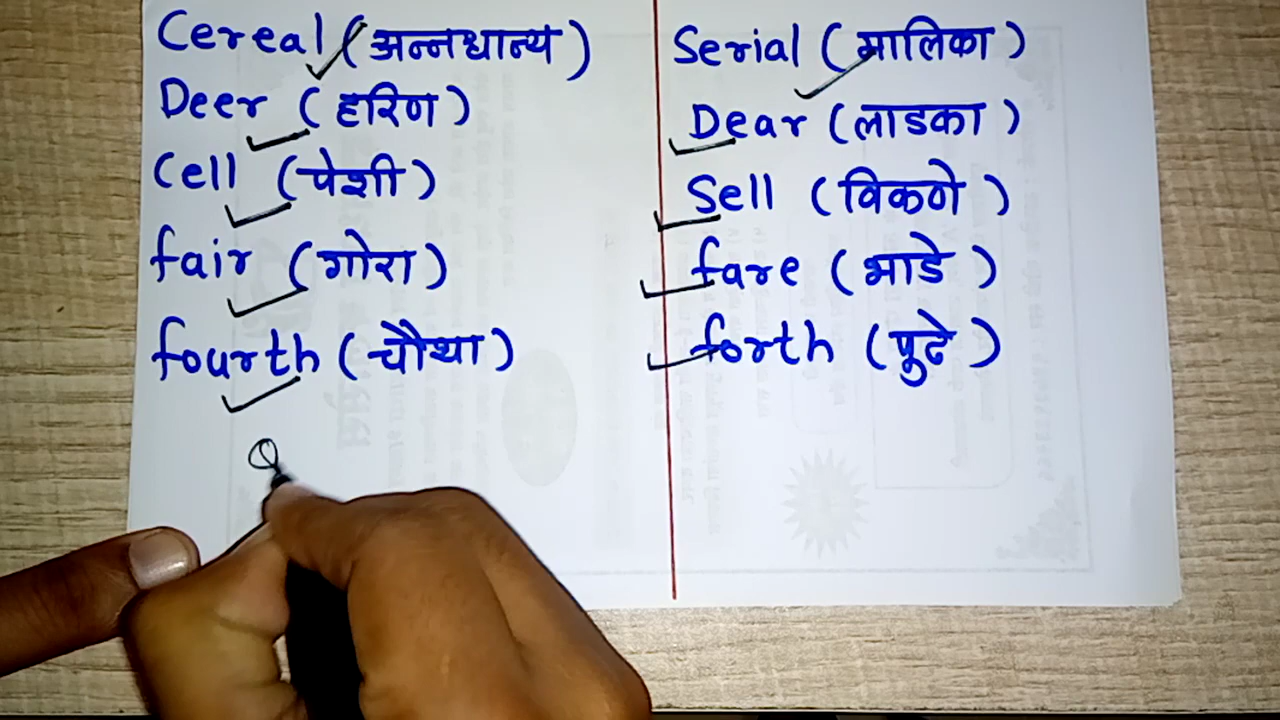 Cereal (अन्नधान्य) Serial (मालिका)
Deer (हरिण) Dear (लाडका)
Cell (पेशी) Sell (विकणे)
fair (गोरा) fare (भाडे)
fourth (चौथा) forth (पुढे)